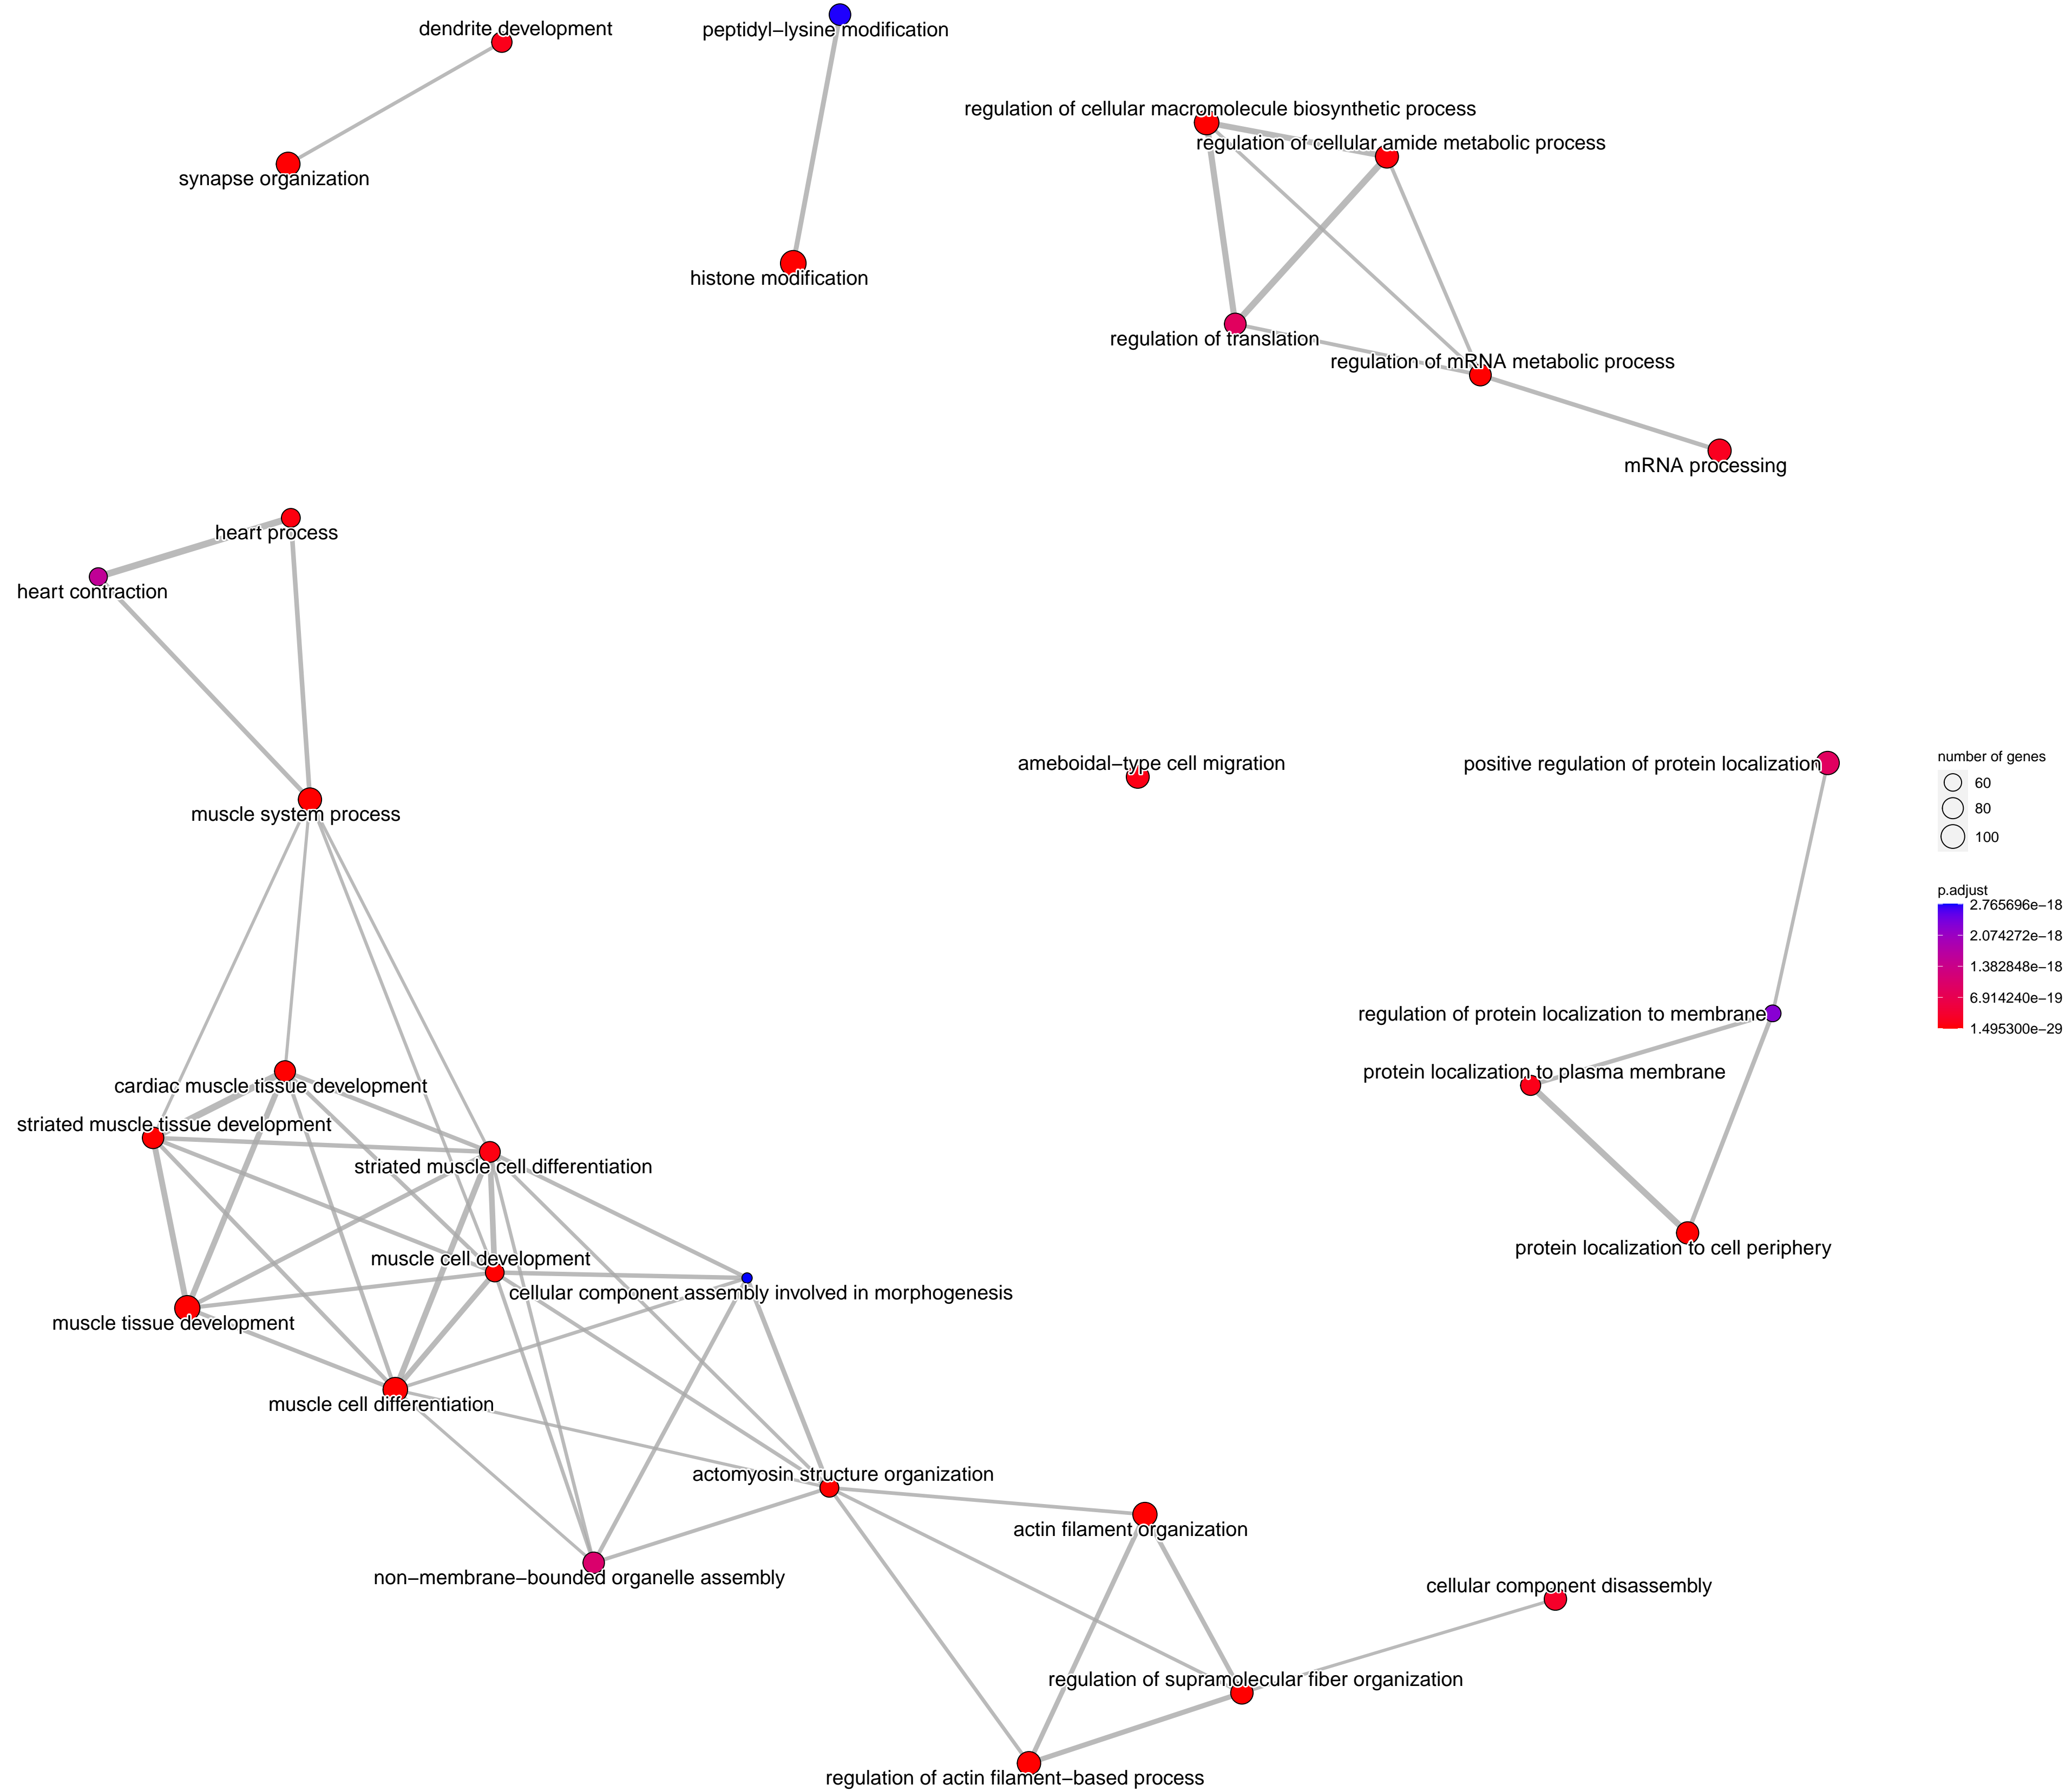 dendrite development
peptidyl−lysine modification
regulation of cellular macromolecule biosynthetic process
regulation of cellular amide metabolic process
synapse organization
histone modification
regulation of translation
regulation of mRNA metabolic process
mRNA processing
heart process
heart contraction
ameboidal−type cell migration
positive regulation of protein localization
number of genes
60
80
100
muscle system process
p.adjust
2.765696e−18
2.074272e−18
1.382848e−18
6.914240e−19
1.495300e−29
regulation of protein localization to membrane
protein localization to plasma membrane
cardiac muscle tissue development
striated muscle tissue development
striated muscle cell differentiation
protein localization to cell periphery
muscle cell development
cellular component assembly involved in morphogenesis
muscle tissue development
muscle cell differentiation
actomyosin structure organization
actin filament organization
non−membrane−bounded organelle assembly
cellular component disassembly
regulation of supramolecular fiber organization
regulation of actin filament−based process